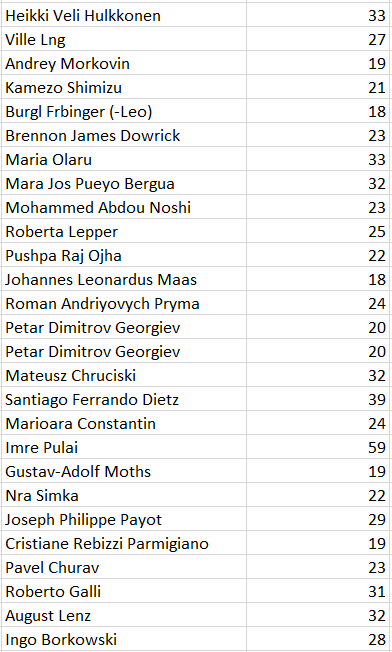 Heikki Veli Hulkkonen 33
Ville Lng 27
Andrey Morkovin 19
Kamezo Shimizu 21
Burgl Frbinger (-Leo) 18
Brennon James Dowrick 23
Maria Olaru 33
Mara Jos Pueyo Bergua 32
Mohammed Abdou Noshi 23
Roberta Lepper 25
Pushpa Raj Ojha 22
Johannes Leonardus Maas 18
Roman Andriyovych Pryma 24
Petar Dimitrov Georgiev 20
Petar Dimitrov Georgiev 20
Mateusz Chruciski 32
Santiago Ferrando Dietz 39
Marioara Constantin 24
Imre Pulai 59
Gustav-Adolf Moths 19
Nra Simka 22
Joseph Philippe Payot 29
Cristiane Rebizzi Parmigiano 19
Pavel Churav 23
Roberto Galli 31
August Lenz 32
Ingo Borkowski 28